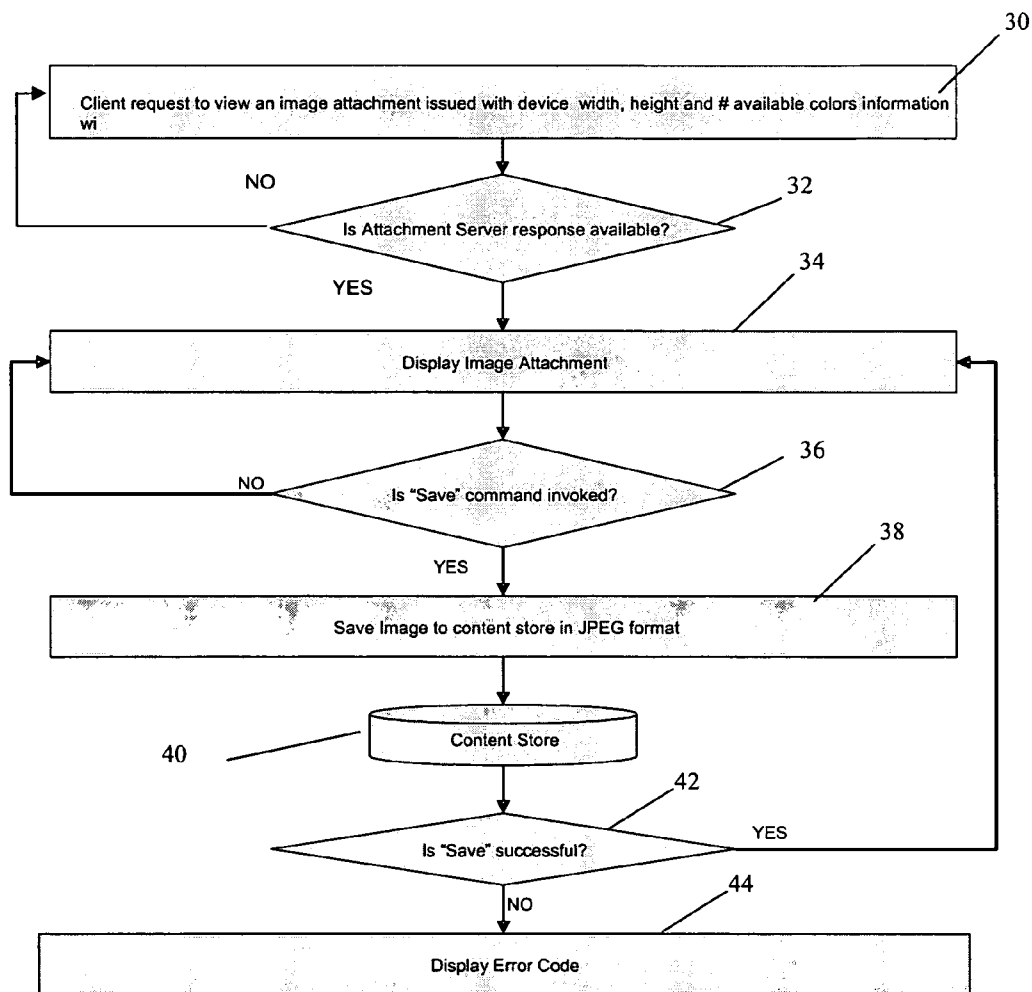 30
Client request to view an image attachment issued with device width, height and # available colors information
wi
NO
32
Is Attachment Server response available?
YES
34
Display Image Attachment
36
NO
Is "Save" command invoked?
YES
38
Save Image to content store in JPEG format
40
Content Store
42
Is "Save" successful?
YES
NO
44
Display Error Code